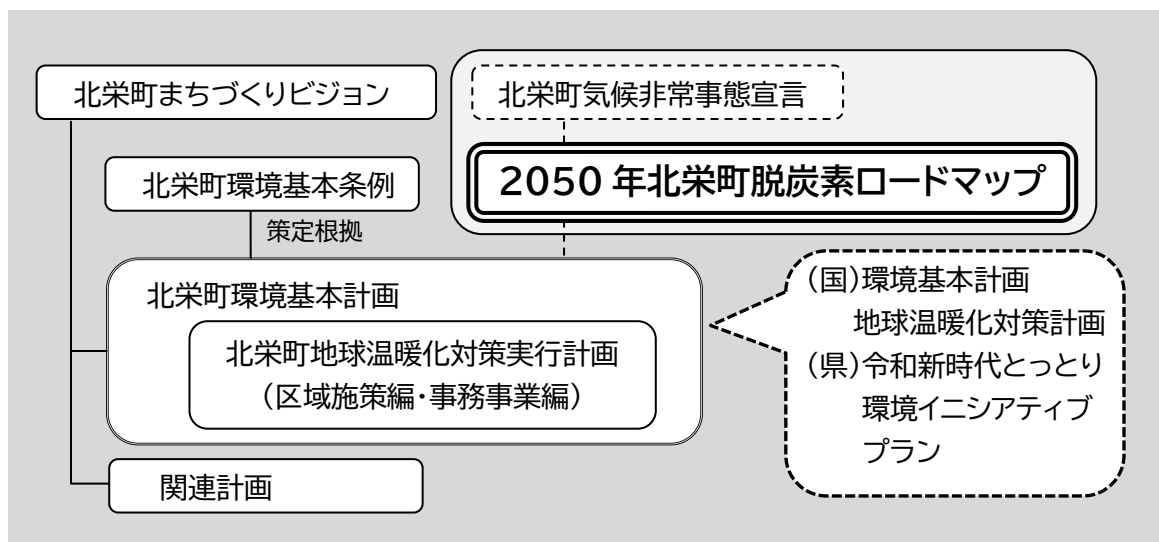 北栄町まちづくりビジョン
北栄町気候非常事態宣言
2050 年北栄町脱炭素ロードマップ
北栄町環境基本条例
策定根拠
北栄町環境基本計画
北栄町地球温暖化対策実行計画
（区域施策編・事務事業編）
（国）環境基本計画
地球温暖化対策計画
（県）令和新時代とっとり
環境イニシアティブ
プラン
関連計画